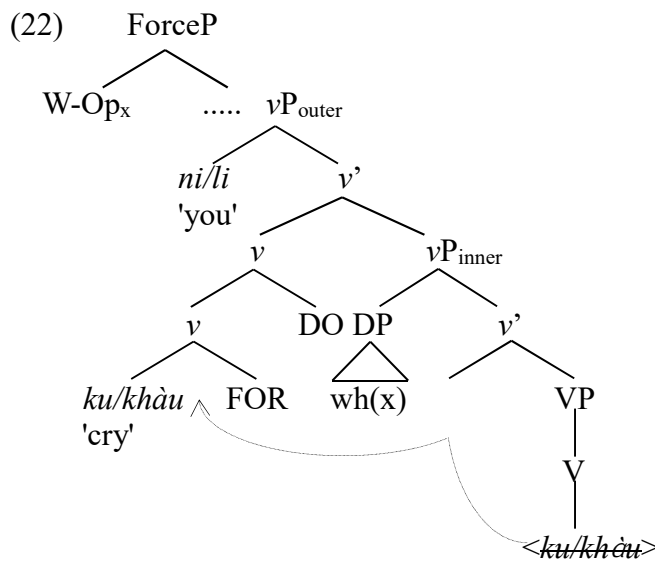 (22) ForceP
W-Opx ..... vPouter
ni/li v’
'you'
v vPinner
v DO DP v’
ku/khàu FOR wh(x) VP
'cry'
V
<ku/khàu>